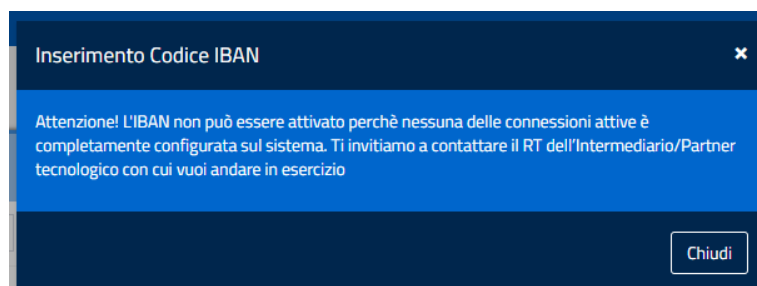 Inserimento Codice IBAN
Attenzione! L'IBAN non può essere attivato perchè nessuna delle connessioni attive è
completamente configurata sul sistema. Ti invitiamo a contattare il RT dell'Intermediario/Partner
tecnologico con cui vuoi andare in esercizio
Chiudi